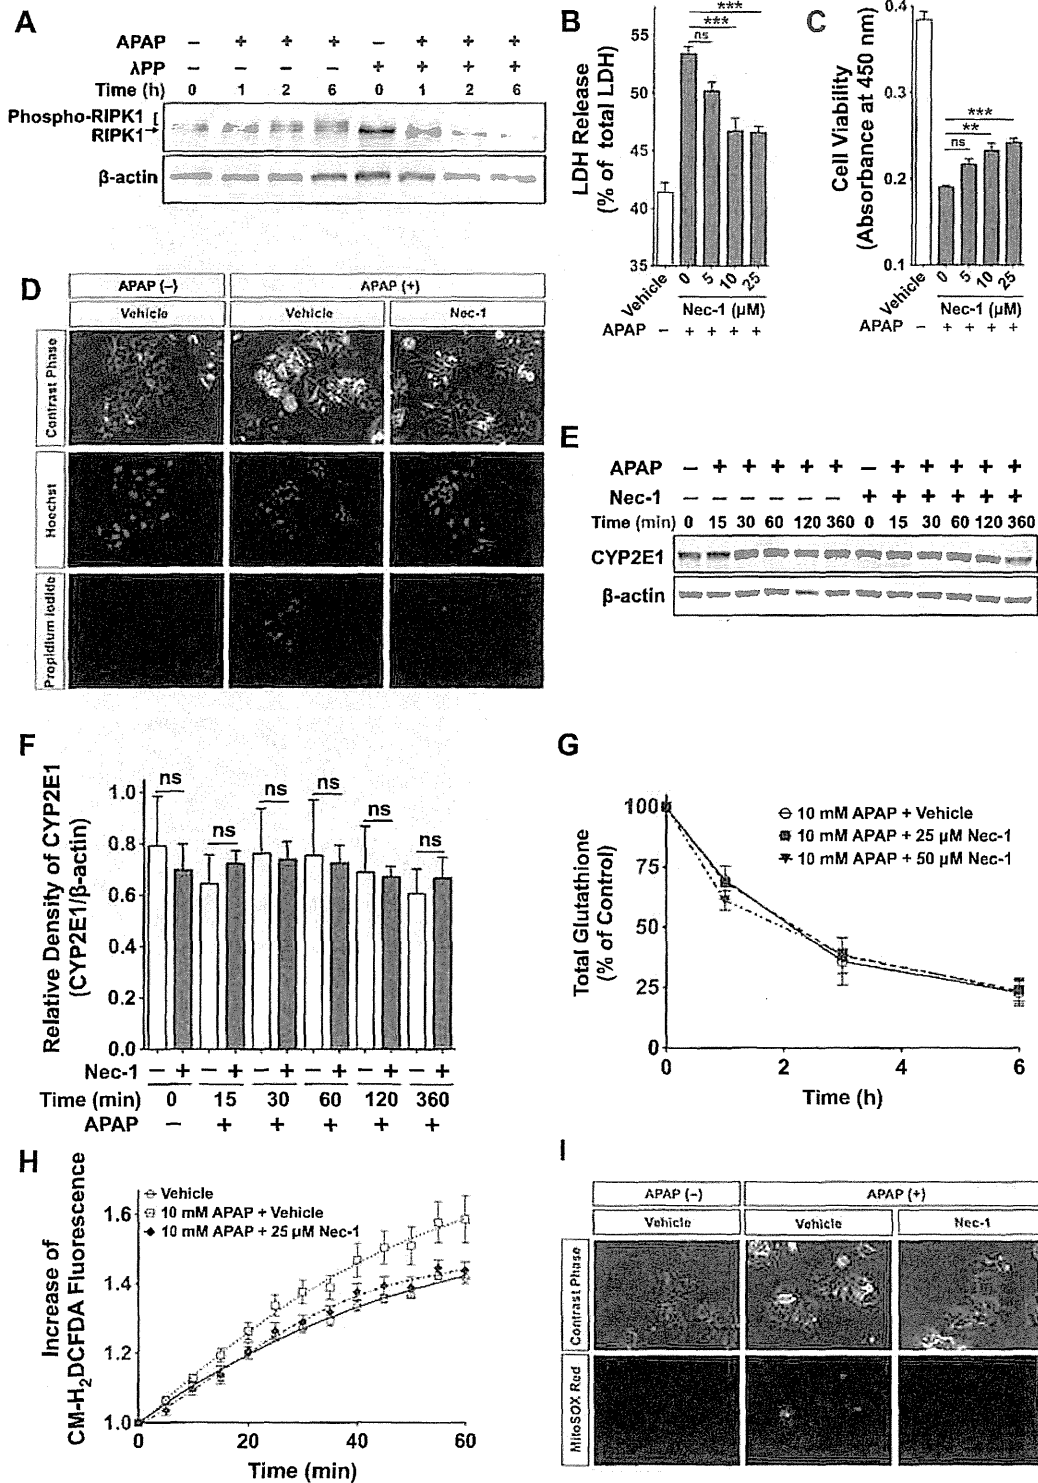 A
APAP – + + + – + + +
λPP – – – – + + + +
Time (h) 0 1 2 6 0 1 2 6
Phospho-RIPK1 [
RIPK1→
β-actin
B
LDH Release
(% of total LDH)
55
50
45
40
35
***
***
ns
Vehicle 0 5 10 25
Nec-1 (μM)
APAP – + + + +
C
Cell Viability
(Absorbance at 450 nm)
0.4
0.3
0.2
0.1
***
**
ns
Vehicle 0 5 10 25
Nec-1 (μM)
APAP – + + + +
D
APAP (–) APAP (+)
Vehicle Vehicle Nec-1
Contrast Phase
Hoechst
Propidium Iodide
E
APAP – + + + + + – + + + + +
Nec-1 – – – – – – + + + + + +
Time (min) 0 15 30 60 120 360 0 15 30 60 120 360
CYP2E1
β-actin
F
Relative Density of CYP2E1
(CYP2E1/β-actin)
1.0
0.8
0.6
0.4
0.2
0.0
ns ns ns ns ns ns
Nec-1 – + – + – + – + – + – +
Time (min) 0 15 30 60 120 360
APAP – + + + + +
G
Total Glutathione
(% of Control)
100
75
50
25
0
10 mM APAP + Vehicle
10 mM APAP + 25 μM Nec-1
10 mM APAP + 50 μM Nec-1
0 2 4 6
Time (h)
H
Increase of
CM-H2DCFDA Fluorescence
1.6
1.4
1.2
1.0
Vehicle
10 mM APAP + Vehicle
10 mM APAP + 25 μM Nec-1
0 20 40 60
Time (min)
I
APAP (–) APAP (+)
Vehicle Vehicle Nec-1
Contrast Phase
MitoSOX Red